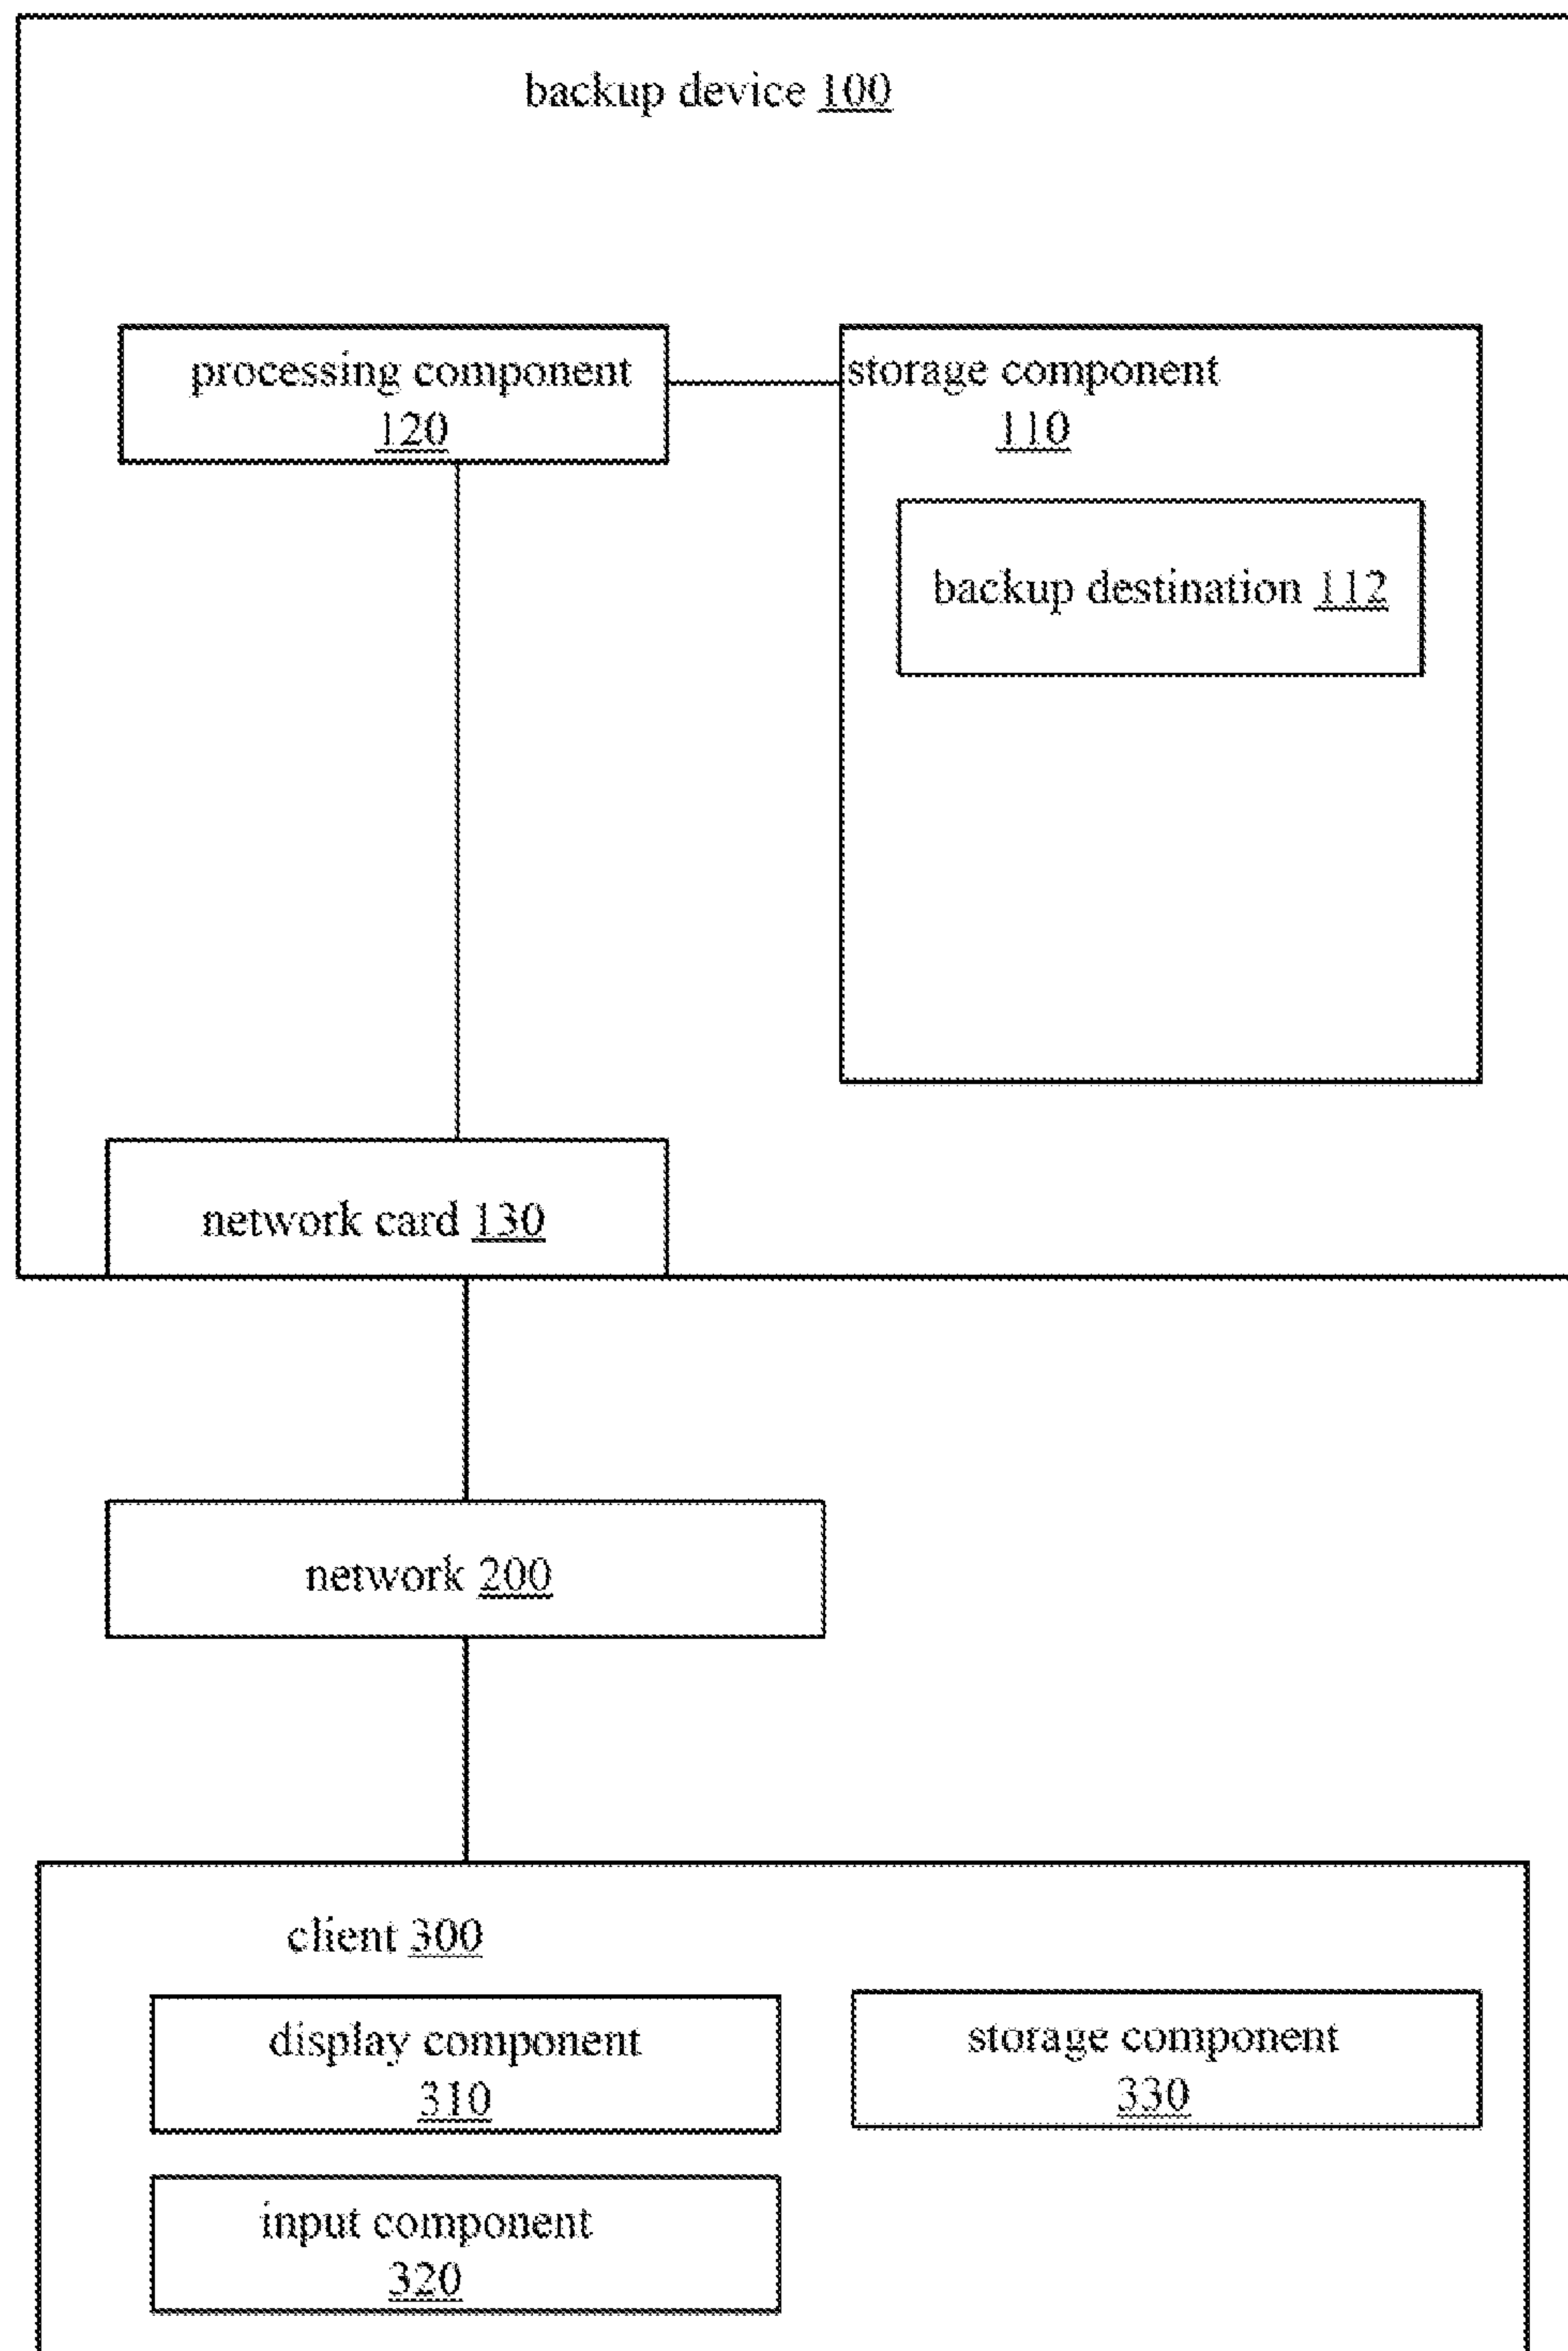 backup device 100
processing component
120
storage component
110
backup destination 112
network card 130
network 200
client 300
display component
310
storage component
330
input component
320